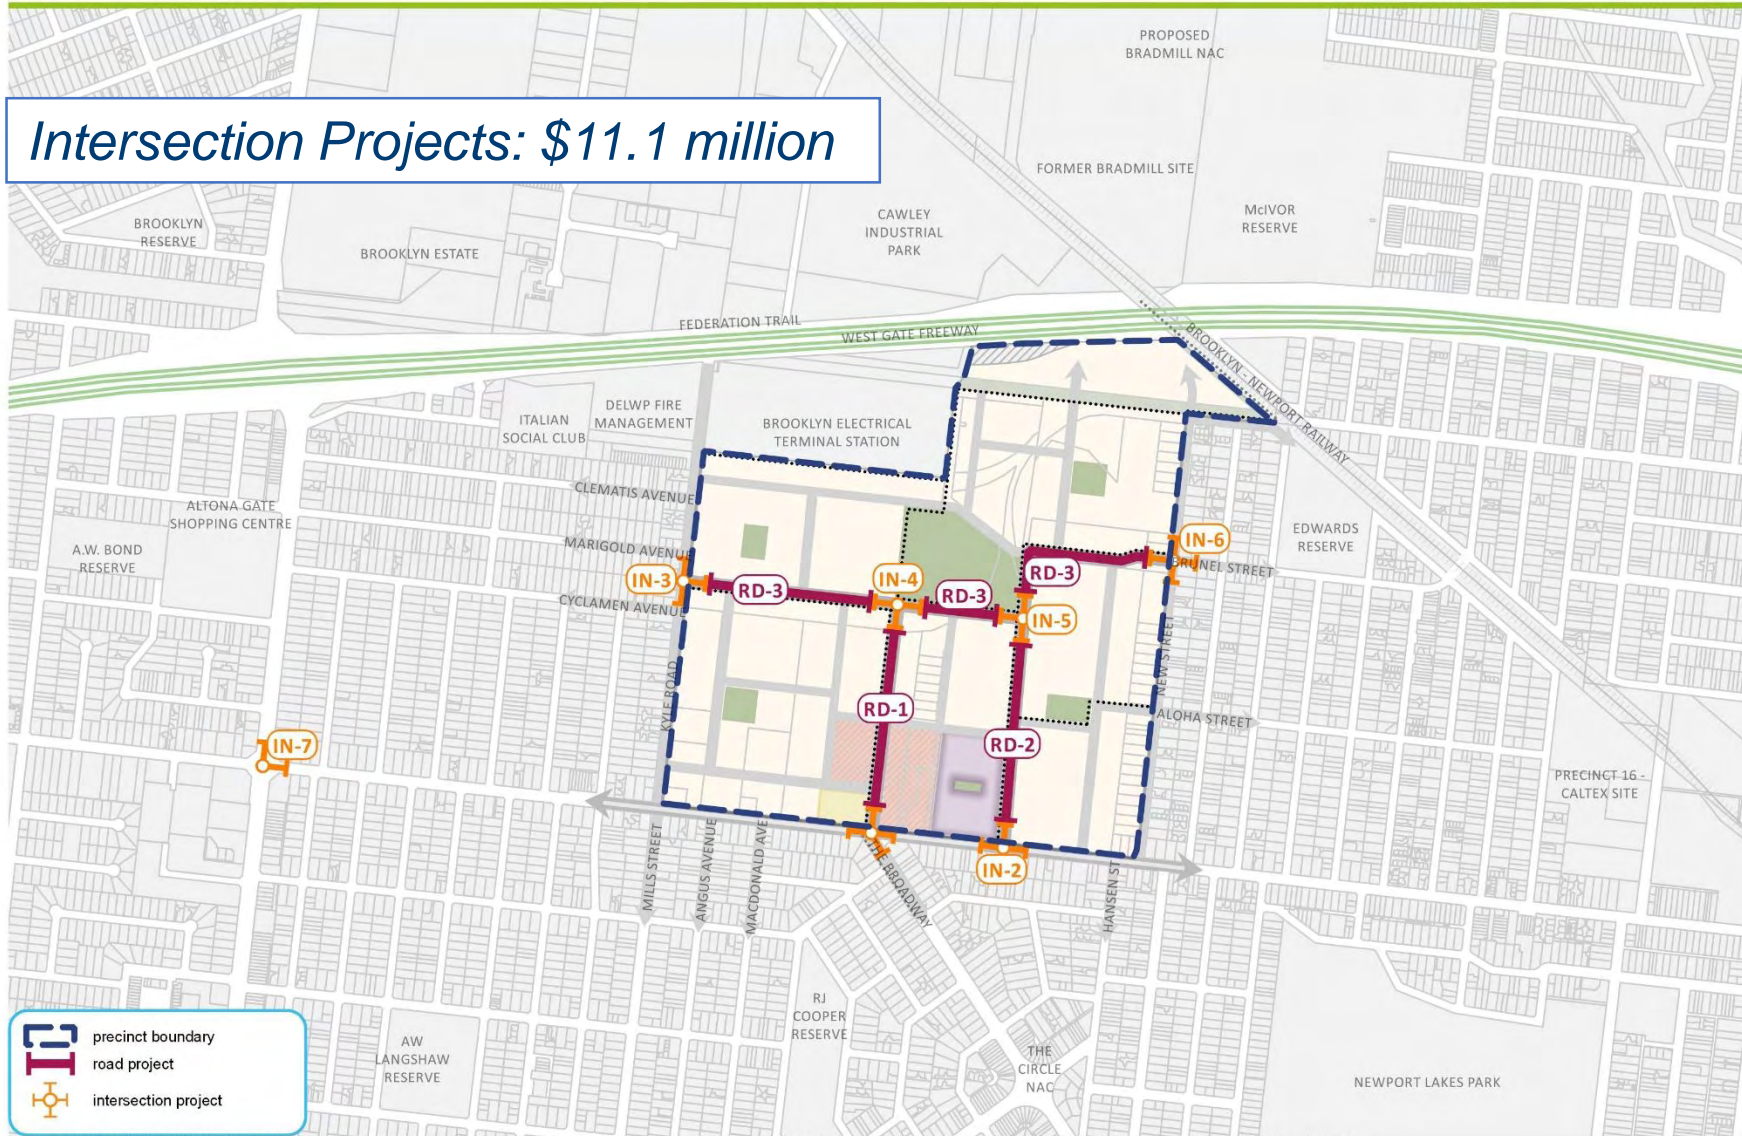 PROPOSED
BRADMILL NAC
Intersection Projects: $11.1 million
FORMER BRADMILL SITE
BROOKLYN
RESERVE
BROOKLYN ESTATE
CAWLEY
INDUSTRIAL
PARK
McIVOR
RESERVE
FEDERATION TRAIL
WEST GATE FREEWAY
BROOKLYN - NEWPORT RAILWAY
ITALIAN
SOCIAL CLUB
DELWP FIRE
MANAGEMENT
BROOKLYN ELECTRICAL
TERMINAL STATION
CLEMATIS AVENUE
ALTONA GATE
SHOPPING CENTRE
A.W. BOND
RESERVE
MARIGOLD AVENUE
EDWARDS
RESERVE
IN-6
BRUNEL STREET
IN-3
RD-3
IN-4
RD-3
RD-3
IN-5
CYCLAMEN AVENUE
KYLE ROAD
NEW STREET
RD-1
ALOHA STREET
RD-2
IN-7
PRECINCT 16 -
CALTEX SITE
IN-2
MILLS STREET
ANGUS AVENUE
MACDONALD AVE
THE BROADWAY
HANSEN ST
RJ
COOPER
RESERVE
AW
LANGSHAW
RESERVE
THE
CIRCLE
NAC
NEWPORT LAKES PARK
precinct boundary
road project
intersection project